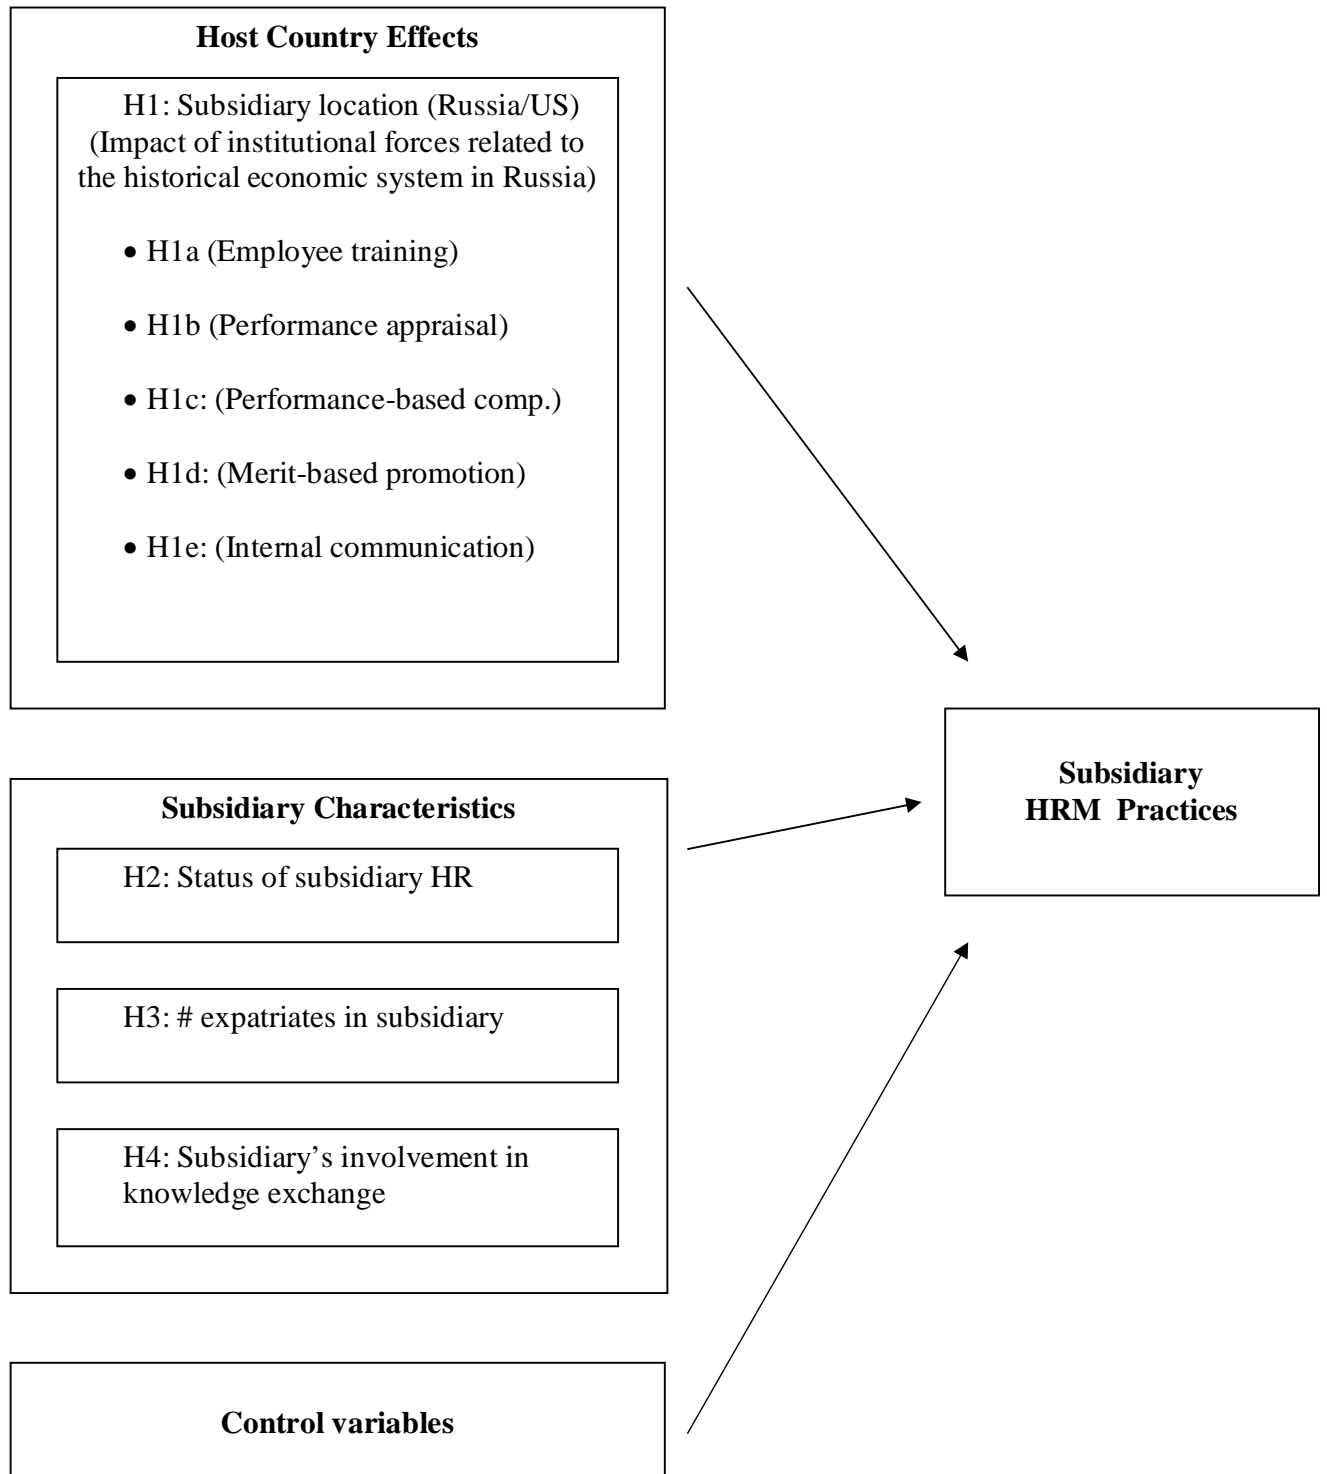 Host Country Effects
H1: Subsidiary location (Russia/US)
(Impact of institutional forces related to
the historical economic system in Russia)
• H1a (Employee training)
• H1b (Performance appraisal)
• H1c: (Performance-based comp.)
• H1d: (Merit-based promotion)
• H1e: (Internal communication)
Subsidiary Characteristics
H2: Status of subsidiary HR
H3: # expatriates in subsidiary
H4: Subsidiary’s involvement in
knowledge exchange
Control variables
Subsidiary
HRM Practices